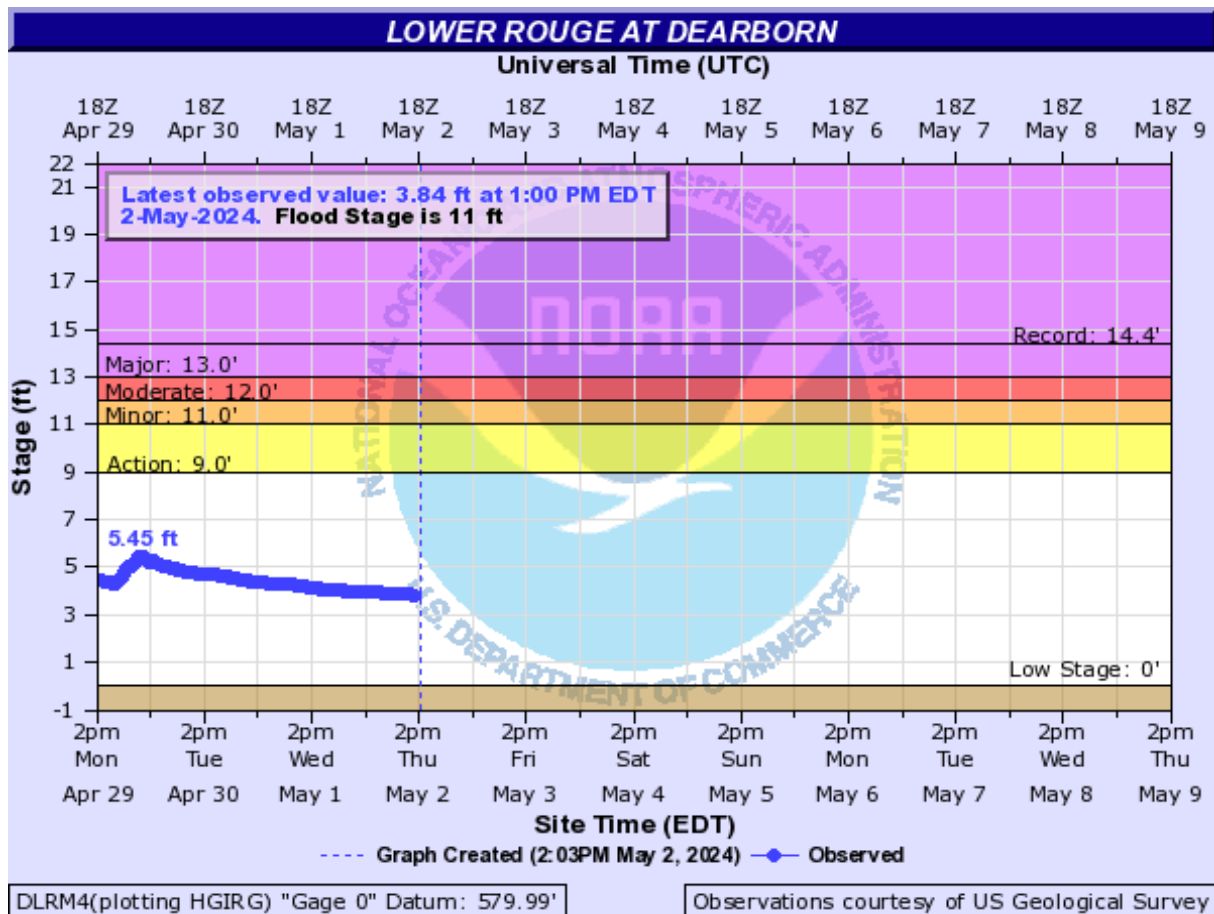 LOWER ROUGE AT DEARBORN
Universal Time (UTC)
18Z 18Z 18Z 18Z 18Z 18Z 18Z 18Z 18Z 18Z 18Z
Apr 29 Apr 30 May 1 May 2 May 3 May 4 May 5 May 6 May 7 May 8 May 9
22
21
Latest observed value: 3.84 ft at 1:00 PM EDT
2-May-2024. Flood Stage is 11 ft
19
17
15
Record: 14.4'
Major: 13.0'
13
Moderate: 12.0'
Minor: 11.0'
11
Action: 9.0'
9
7
5.45 ft
5
3
1
Low Stage: 0'
-1
Stage (ft)
NATIONAL OCEANIC AND ATMOSPHERIC ADMINISTRATION
NOAA
U.S. DEPARTMENT OF COMMERCE
2pm 2pm 2pm 2pm 2pm 2pm 2pm 2pm 2pm 2pm 2pm
Mon Tue Wed Thu Fri Sat Sun Mon Tue Wed Thu
Apr 29 Apr 30 May 1 May 2 May 3 May 4 May 5 May 6 May 7 May 8 May 9
Site Time (EDT)
Graph Created (2:03PM May 2, 2024) Observed
DLRM4(plotting HGIRG) "Gage 0" Datum: 579.99' Observations courtesy of US Geological Survey